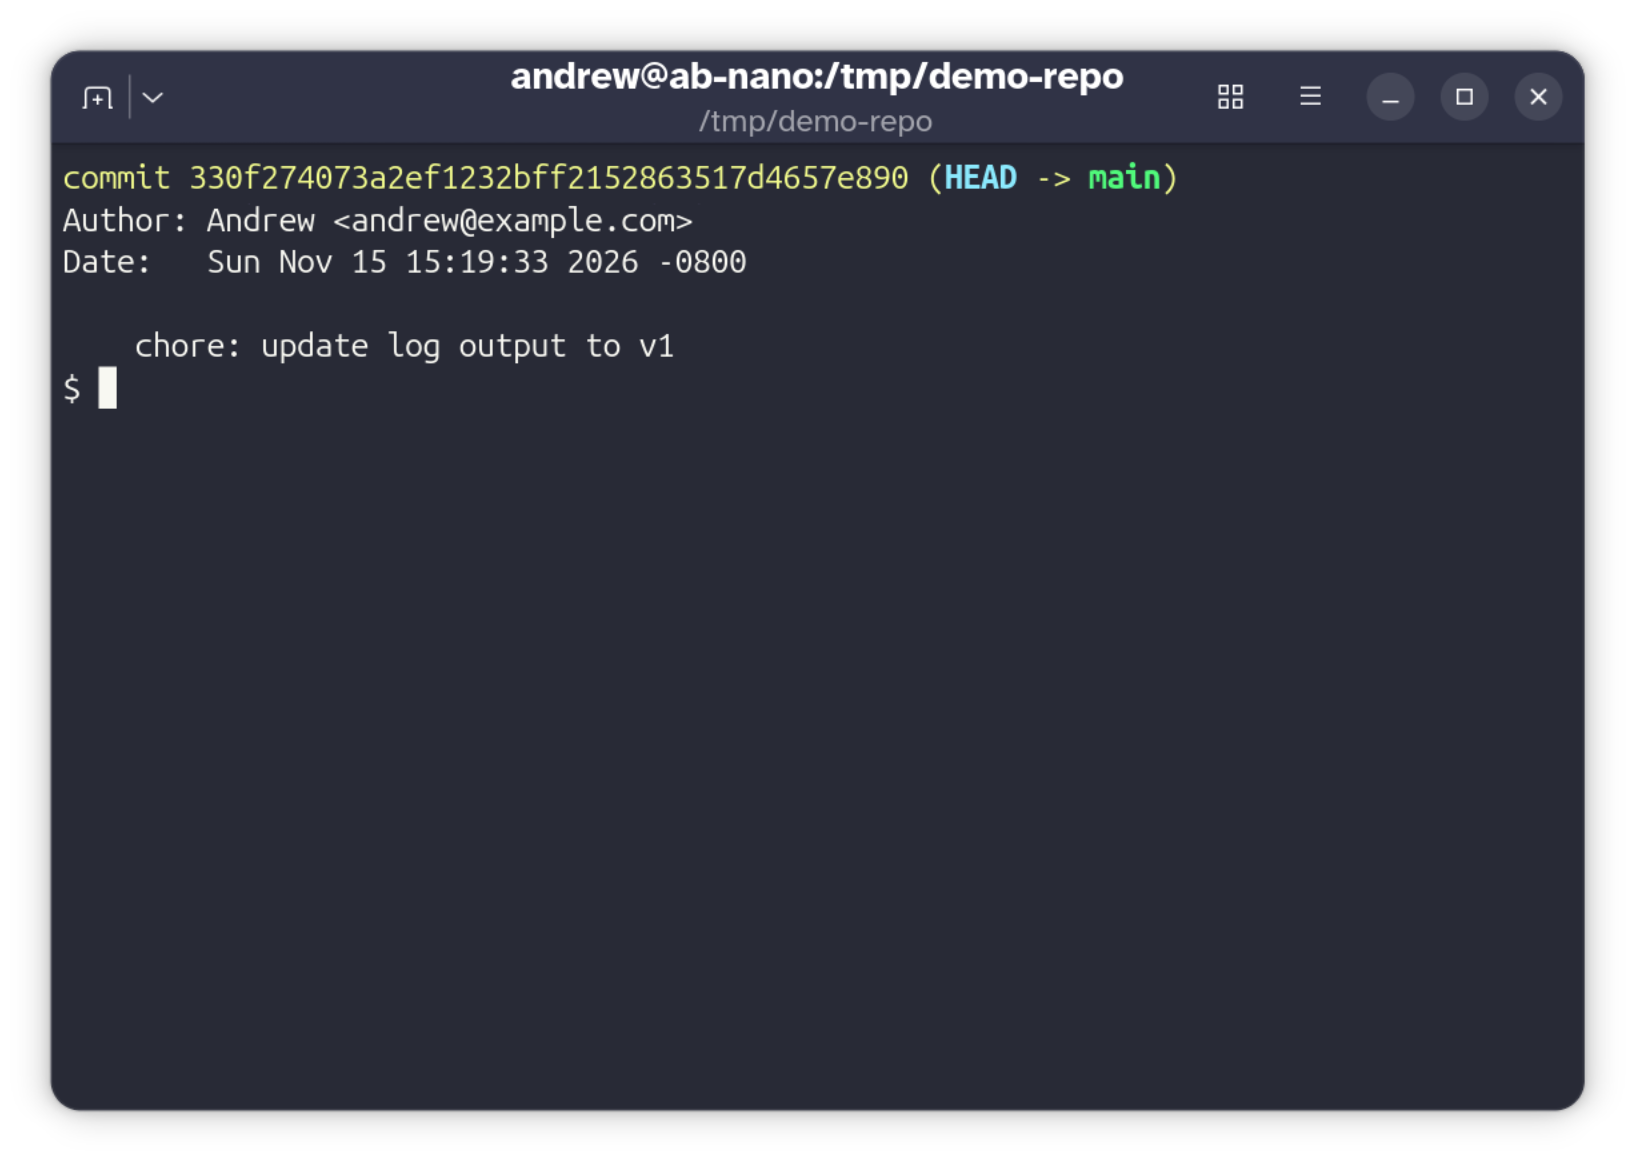 andrew@ab-nano:/tmp/demo-repo
/tmp/demo-repo
commit 330f274073a2ef1232bff2152863517d4657e890 (HEAD -> main)
Author: Andrew <andrew@example.com>
Date:   Sun Nov 15 15:19:33 2026 -0800
    chore: update log output to v1
$